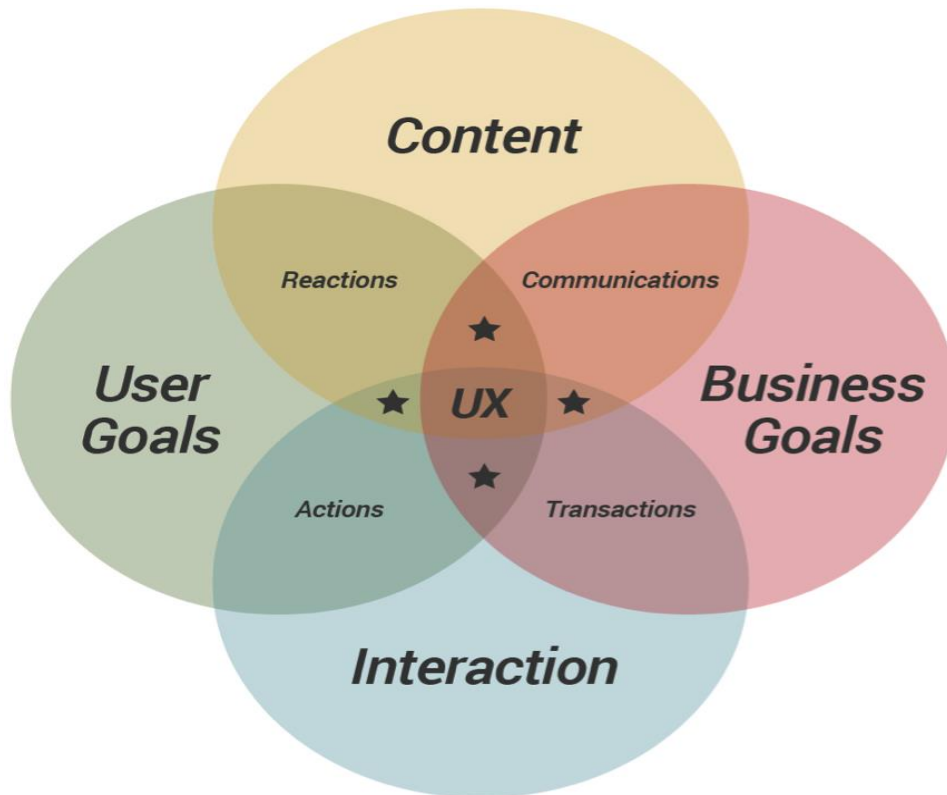 Content
Reactions
Communications
User
Goals
UX
Business
Goals
Actions
Transactions
Interaction